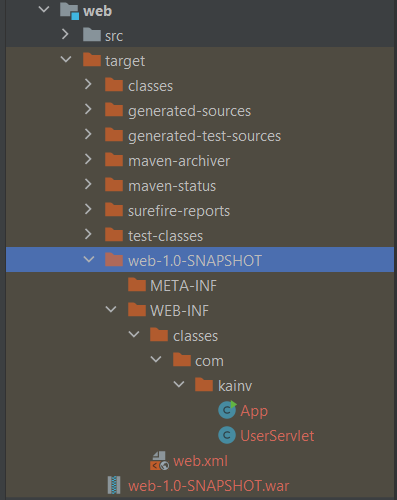 web
src
target
classes
generated-sources
generated-test-sources
maven-archiver
maven-status
surefire-reports
test-classes
web-1.0-SNAPSHOT
META-INF
WEB-INF
classes
com
kainv
App
UserServlet
web.xml
web-1.0-SNAPSHOT.war